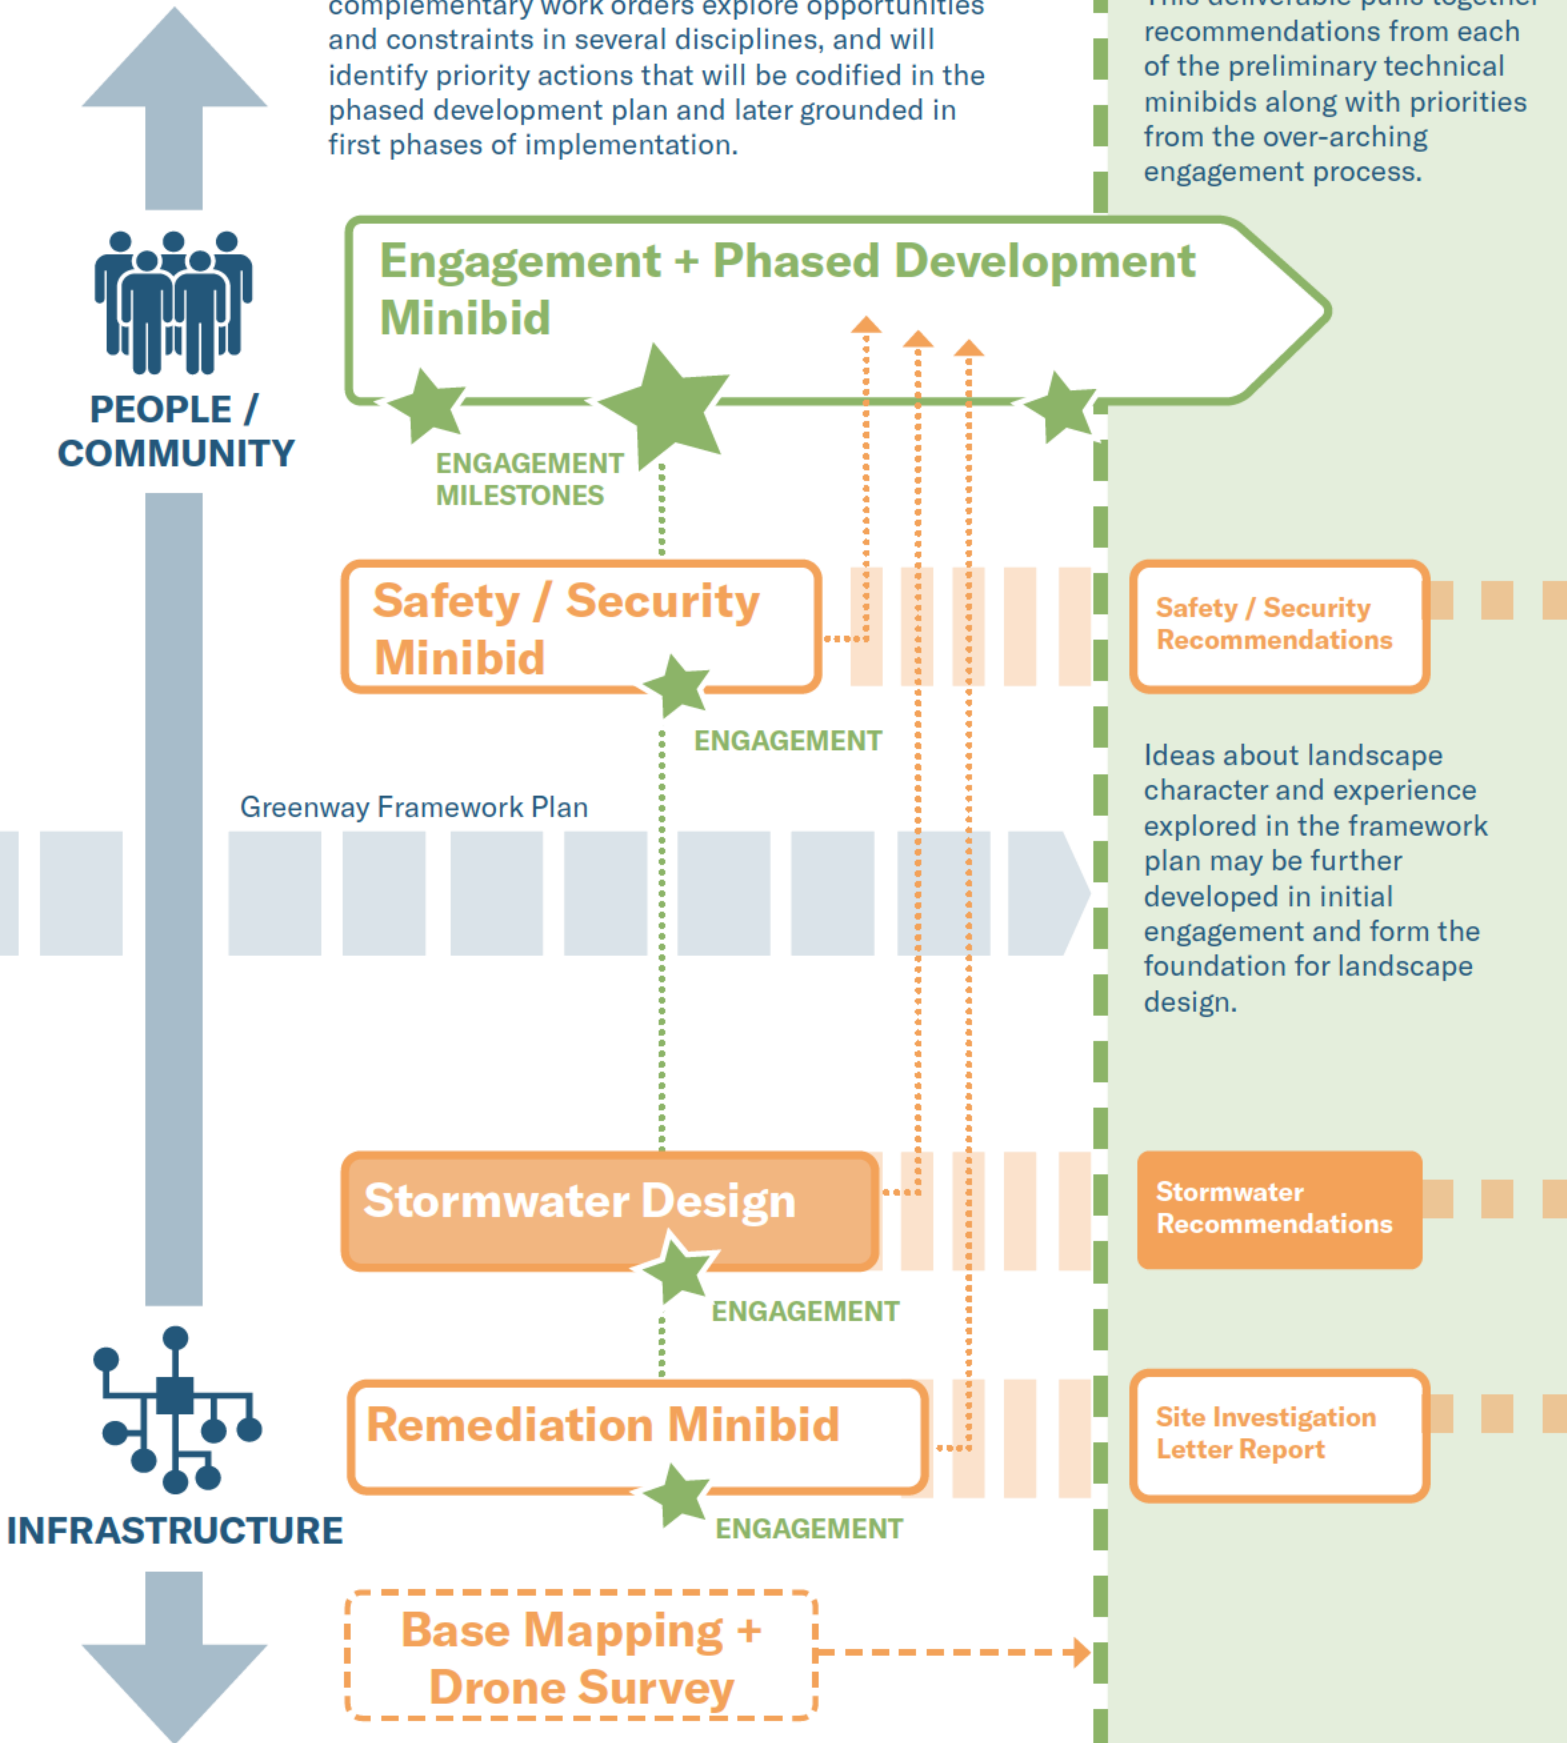 complementary work orders explore opportunities
and constraints in several disciplines, and will
identify priority actions that will be codified in the
phased development plan and later grounded in
first phases of implementation.
This deliverable pulls together
recommendations from each
of the preliminary technical
minibids along with priorities
from the over-arching
engagement process.
Engagement + Phased Development
Minibid
PEOPLE /
COMMUNITY
ENGAGEMENT
MILESTONES
Safety / Security
Minibid
Safety / Security
Recommendations
ENGAGEMENT
Greenway Framework Plan
Ideas about landscape
character and experience
explored in the framework
plan may be further
developed in initial
engagement and form the
foundation for landscape
design.
Stormwater Design
Stormwater
Recommendations
ENGAGEMENT
Remediation Minibid
Site Investigation
Letter Report
INFRASTRUCTURE
ENGAGEMENT
Base Mapping +
Drone Survey